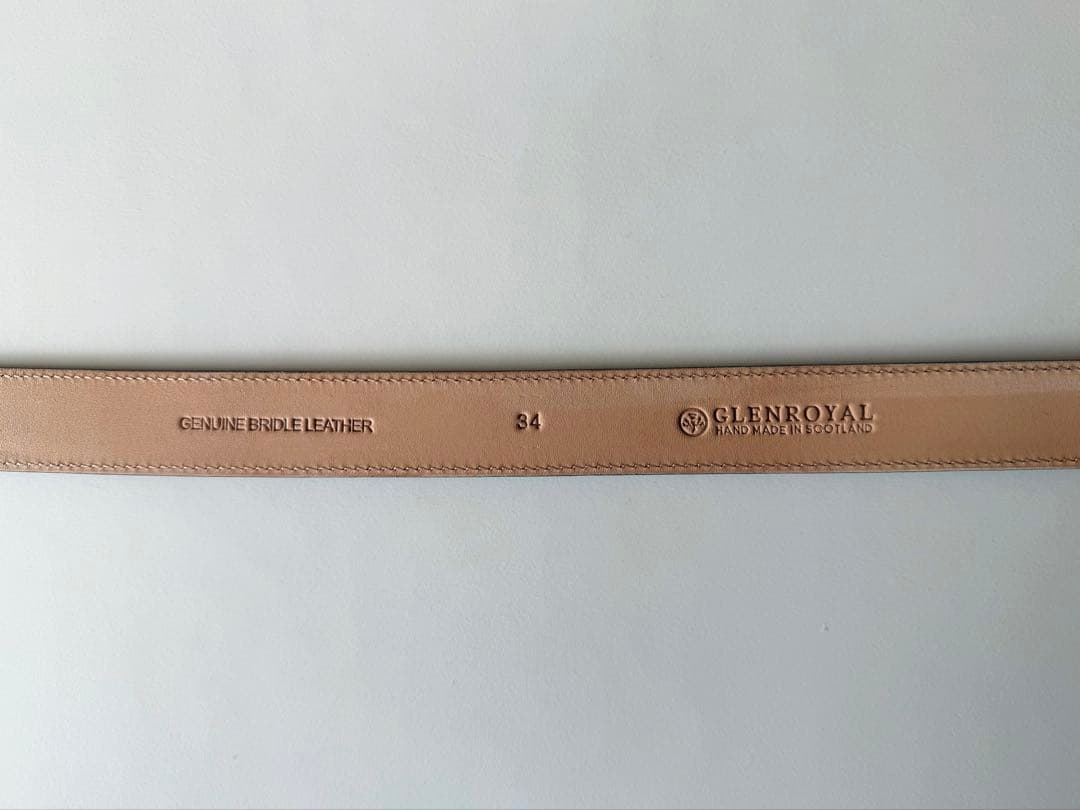 GENUINE BRIDLE LEATHER
34
GLENROYAL
HAND MADE IN SCOTLAND